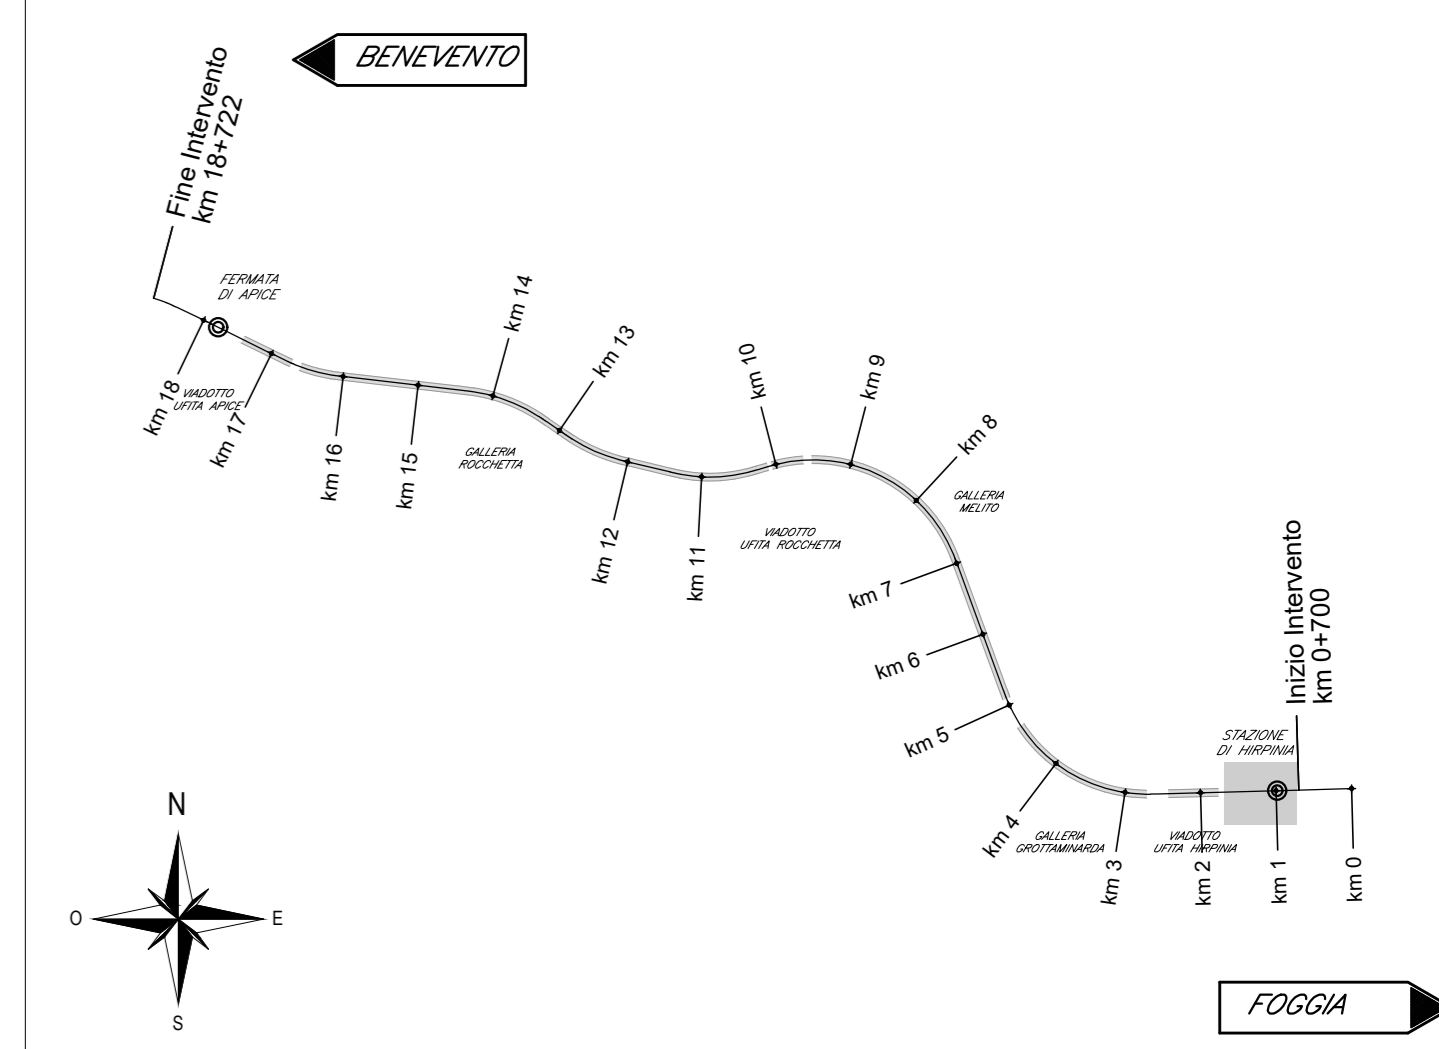 BENEVENTO
Fine Intervento
km 18+722
FERMATA
DI APICE
km 18
VIADOTTO
UFITA APICE
km 17
km 16
km 15
km 14
GALLERIA
ROCCHETTA
km 13
km 12
km 11
km 10
VIADOTTO
UFITA ROCCHETTA
km 9
km 8
GALLERIA
MELITO
km 7
km 6
km 5
Inizio Intervento
km 0+700
STAZIONE
DI HIRPINIA
km 4
GALLERIA
GROTTAMINARDA
km 3
VIADOTTO
UFITA HIRPINIA
km 2
km 1
km 0
N
O
E
S
FOGGIA